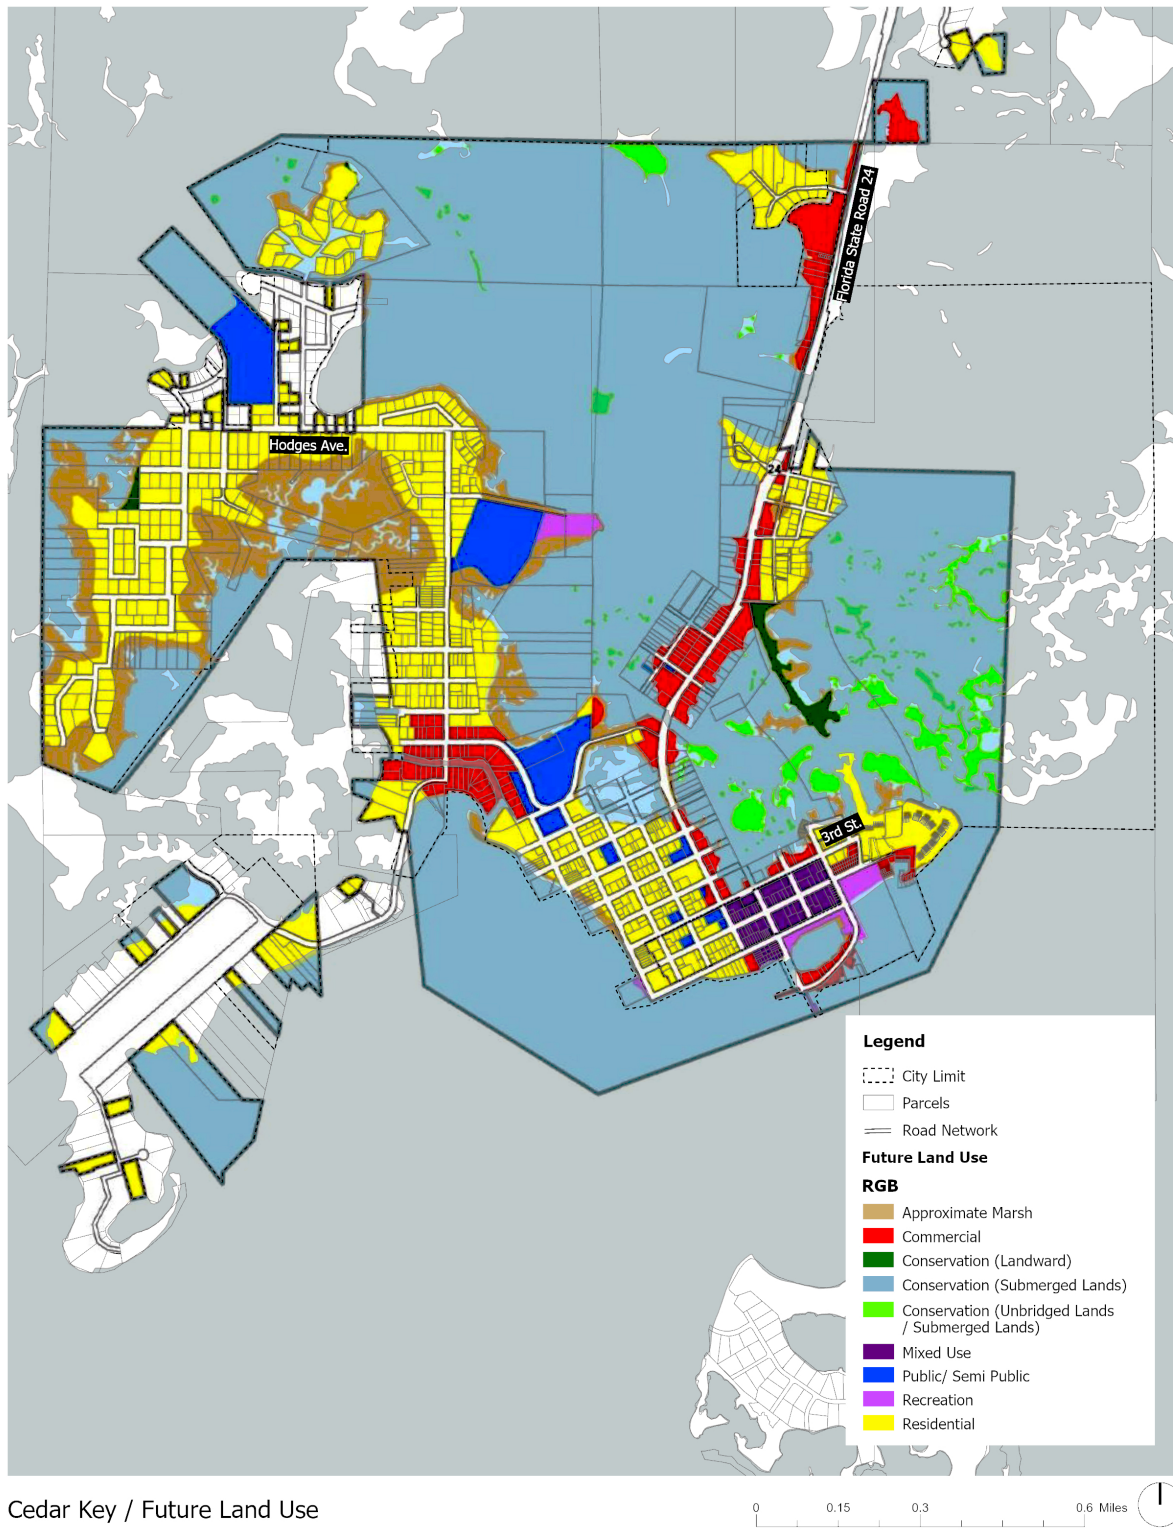 Florida State Road 24
Hodges Ave.
24
3rd St.
Legend
City Limit
Parcels
Road Network
Future Land Use
RGB
Approximate Marsh
Commercial
Conservation (Landward)
Conservation (Submerged Lands)
Conservation (Unbridged Lands
/ Submerged Lands)
Mixed Use
Public/ Semi Public
Recreation
Residential
Cedar Key / Future Land Use
0 0.15 0.3 0.6 Miles